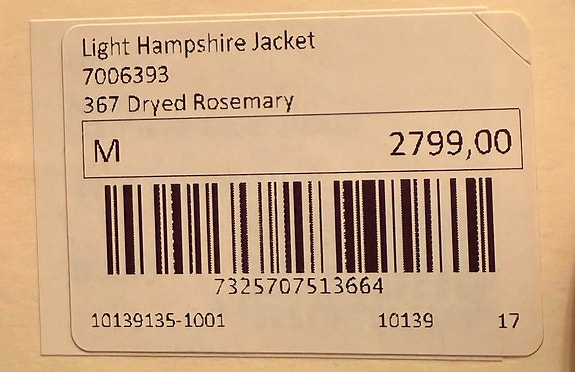 Light Hampshire Jacket
7006393
367 Dryed Rosemary
M 2799,00
7325707513664
10139135-1001 10139 17